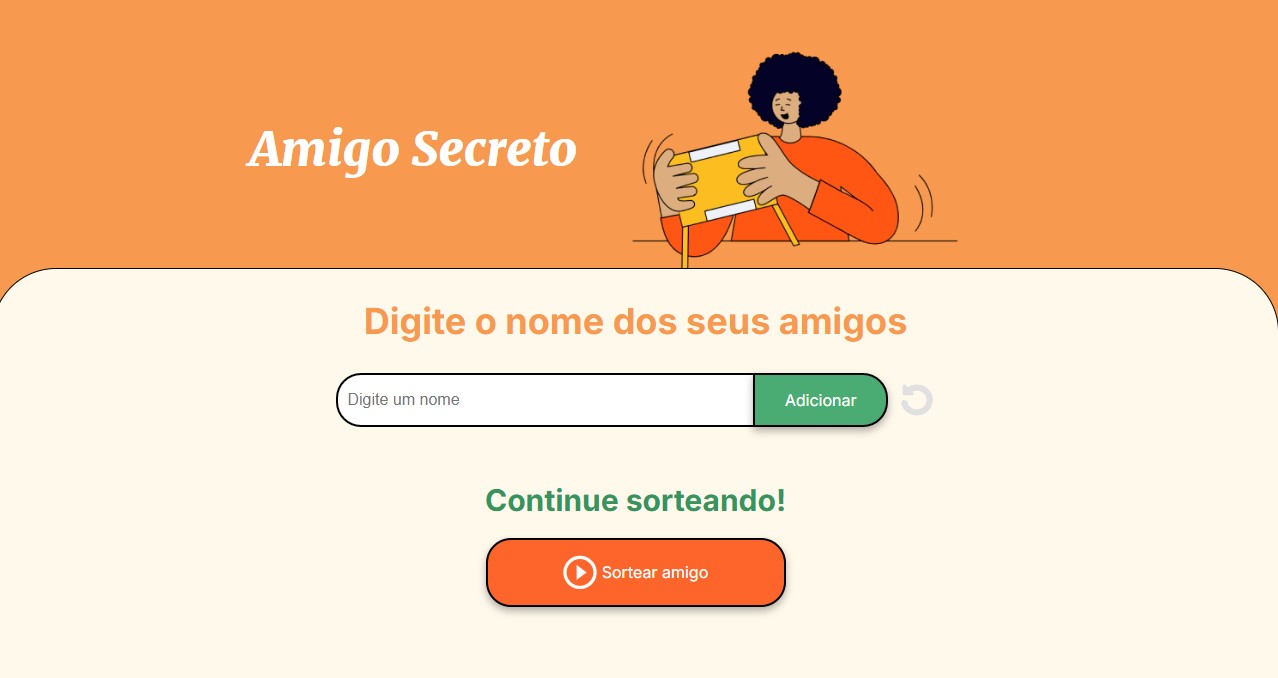 Amigo Secreto
Digite o nome dos seus amigos
Digite um nome
Adicionar
Continue sorteando!
Sortear amigo